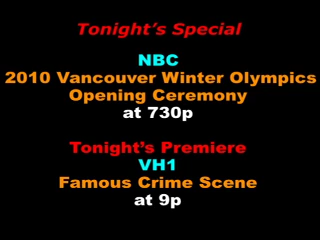 Tonight's Special
NBC
2010 Vancouver Winter Olympics
Opening Ceremony
at 730p
Tonight's Premiere
VH1
Famous Crime Scene
at 9p